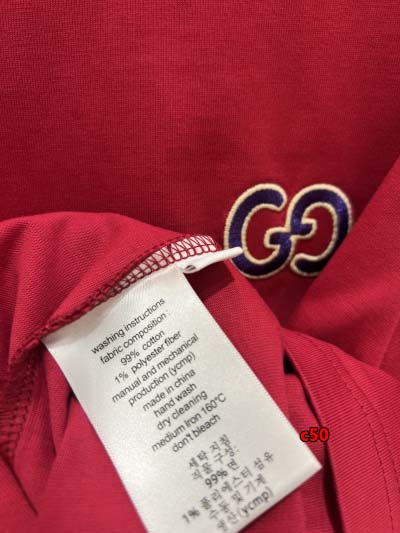 GG
washing instructions
fabric composition :
99% cotton
1% polyester fiber
manual and mechanical
production (ycmp)
made in china
hand wash
dry cleaning
medium Iron 160°C
don't bleach
세탁 지침
직물 구성:
99% 면
1% 폴리에스터 섬유
수동 및 기계
생산 (ycmp)
c50